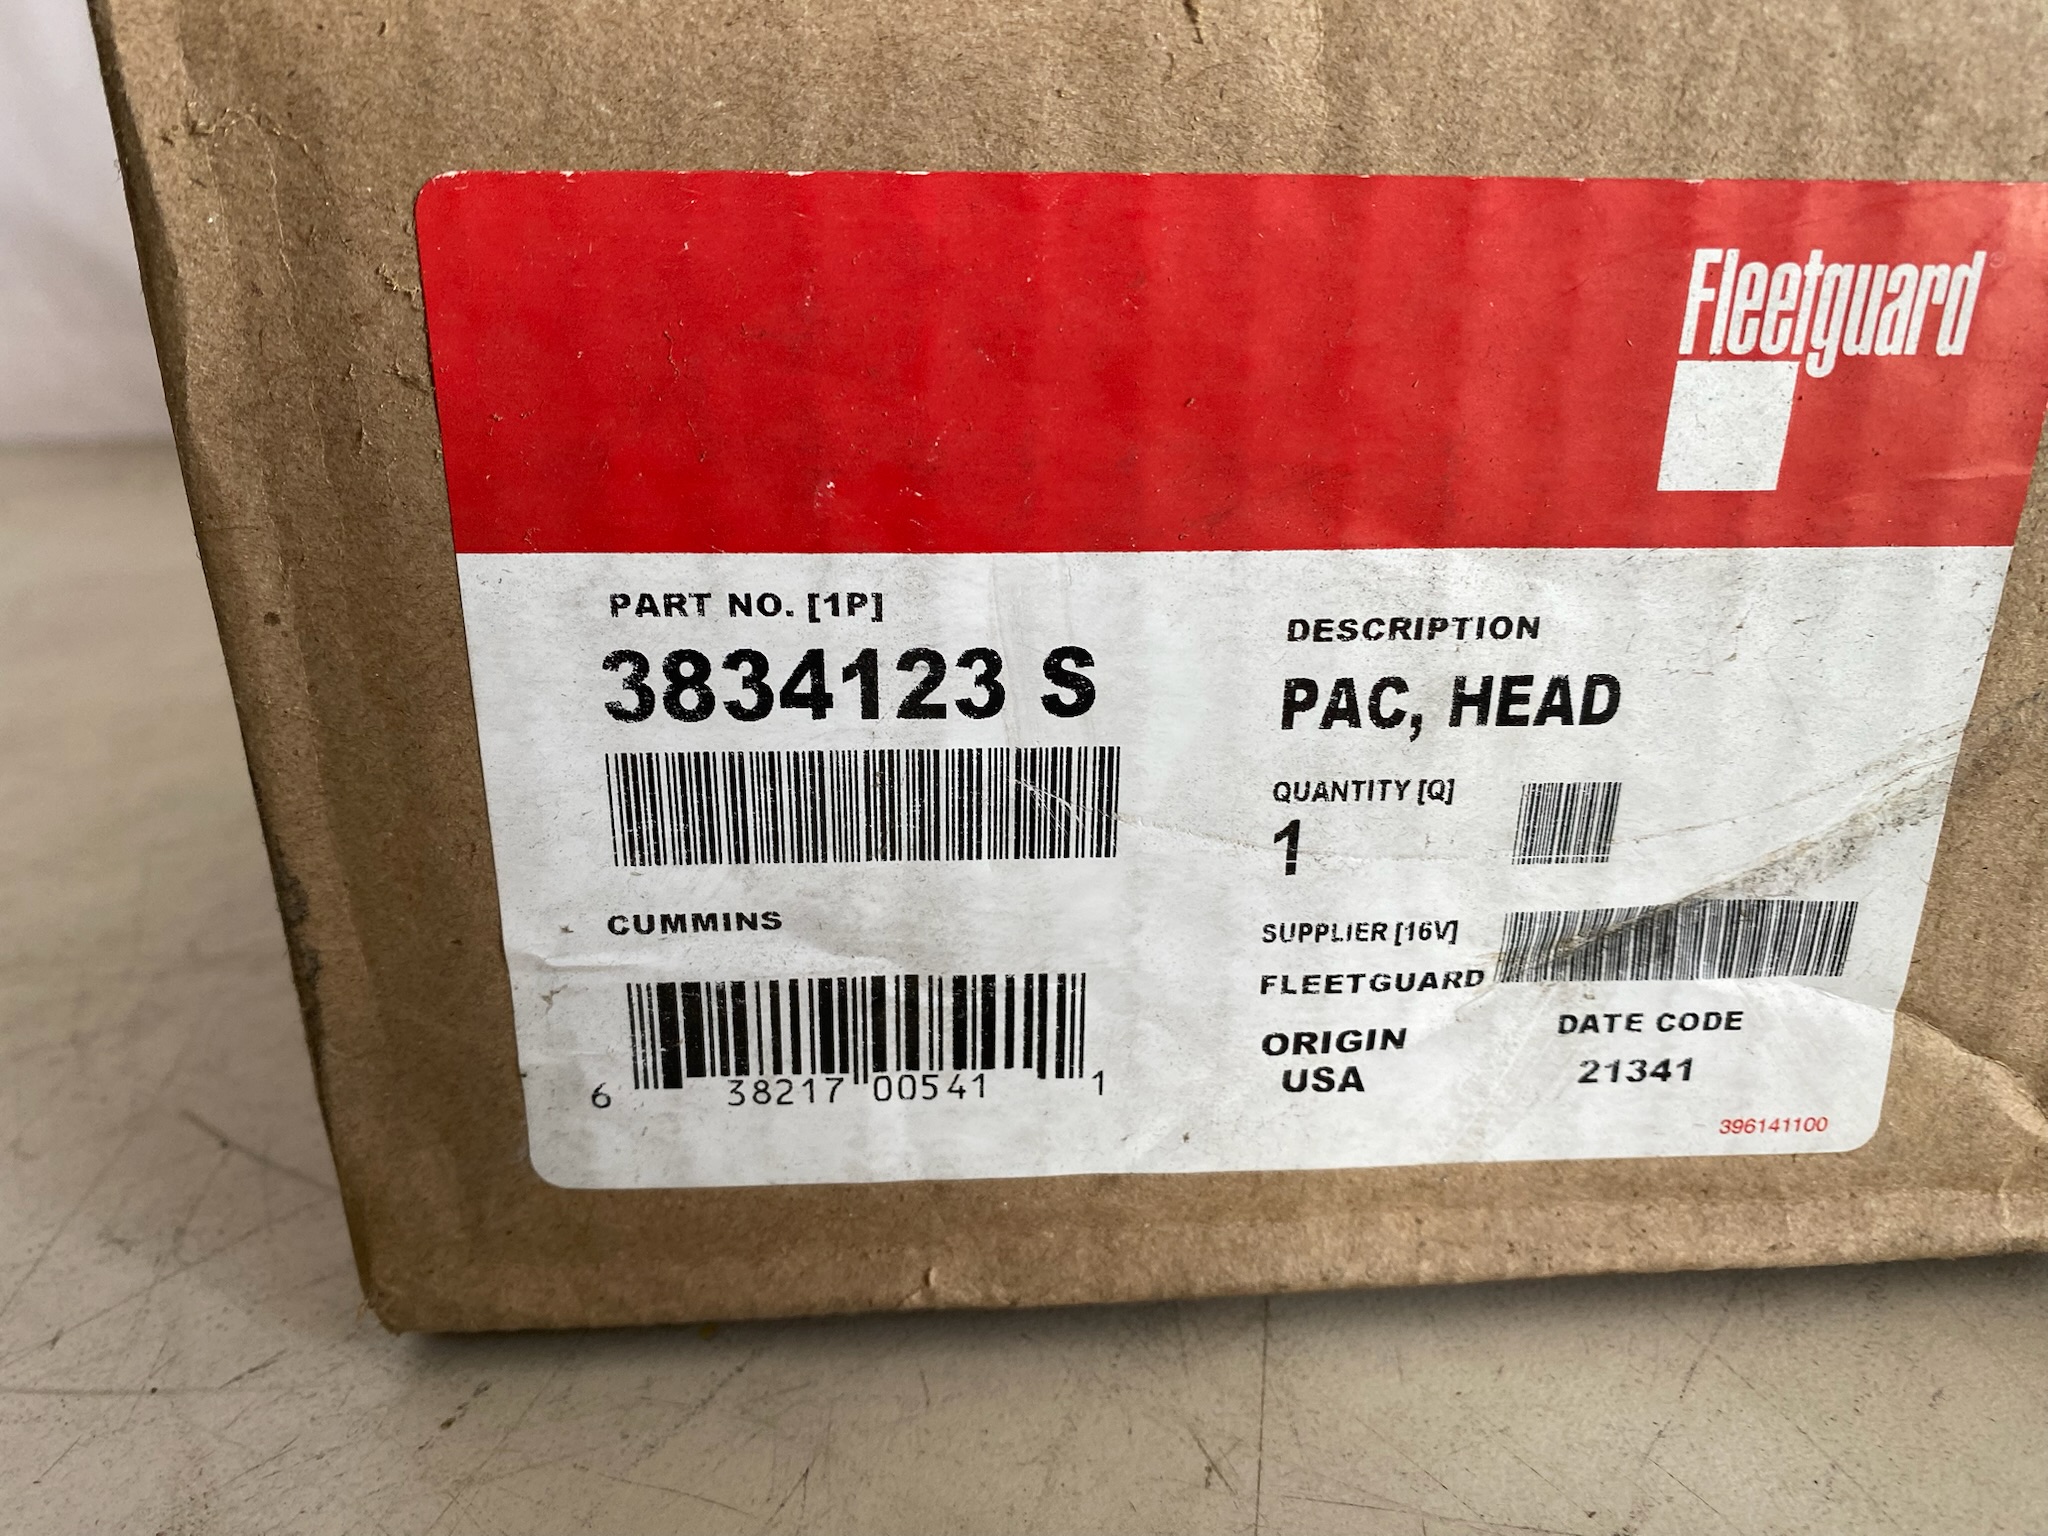 Fleetguard
PART NO. [1P]
3834123 S
CUMMINS
6 38217 00541 1
DESCRIPTION
PAC, HEAD
QUANTITY [Q]
1
SUPPLIER [16V]
FLEETGUARD
ORIGIN
USA
DATE CODE
21341
396141100